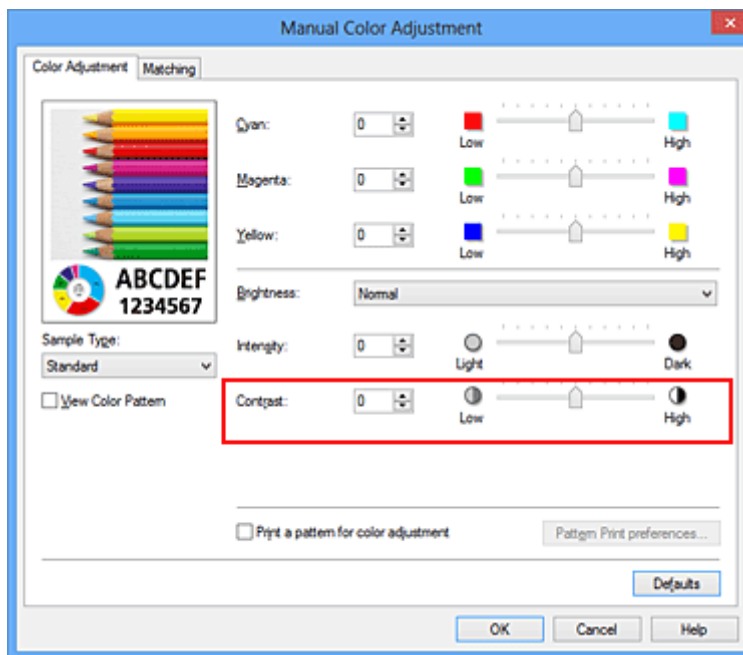 Manual Color Adjustment
Color Adjustment Matching
ABCDEF
1234567
Sample Type:
Standard
View Color Pattern
Cyan: 0 Low High
Magenta: 0 Low High
Yellow: 0 Low High
Brightness: Normal
Intensity: 0 Light Dark
Contrast: 0 Low High
Print a pattern for color adjustment Pattern Print preferences...
Defaults
OK Cancel Help